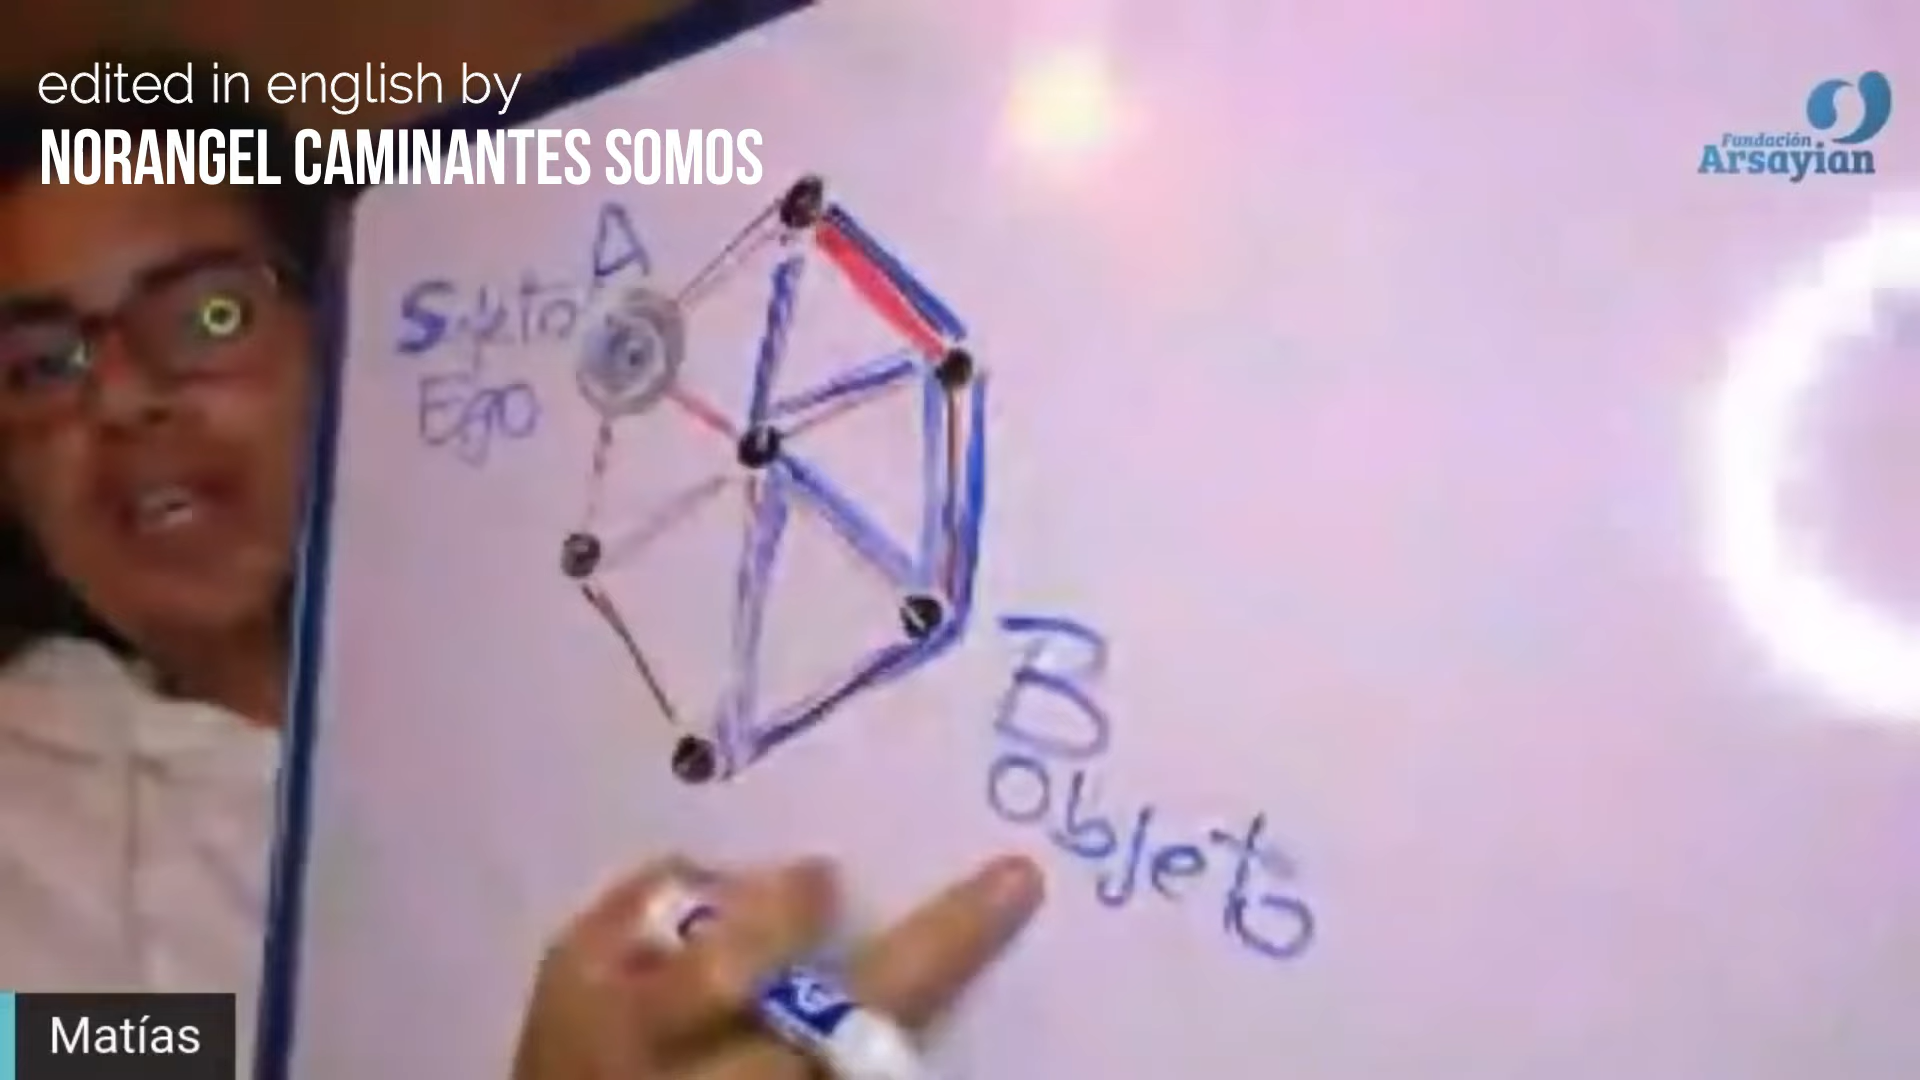 edited in english by
NORANGEL CAMINANTES SOMOS
Fundación
Arsayian
A
Sujeto
Ego
B
Objeto
Matías